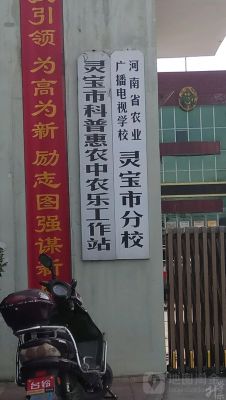 引领 为高为新 励志图强谋新
灵宝市科普惠农中农乐工作站
河南省农业
广播电视学校 灵宝市分校
台铃